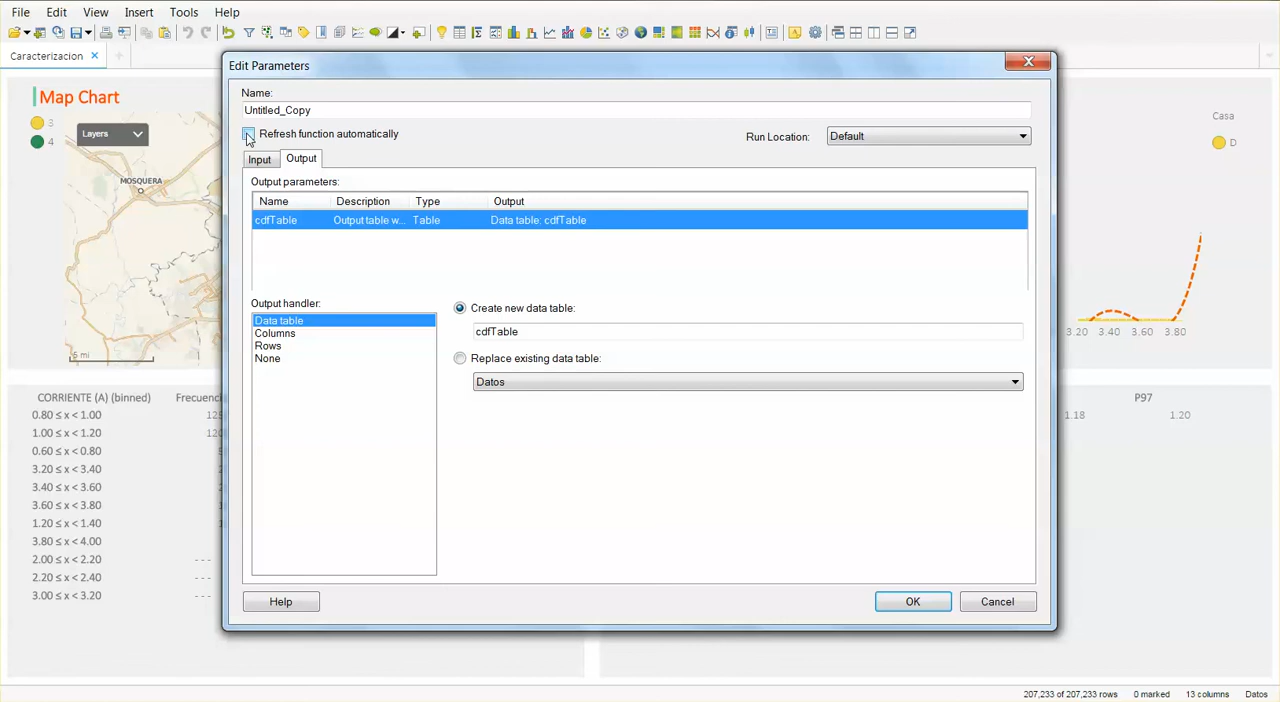 File Edit View Insert Tools Help
Caracterizacion
Map Chart
3
4
Layers
MOSQUERA
5 mi
Edit Parameters
Name:
Untitled_Copy
Refresh function automatically
Run Location: Default
Input Output
Output parameters:
Name Description Type Output
cdfTable Output table w... Table Data table: cdfTable
Output handler:
Data table
Columns
Rows
None
Create new data table:
cdfTable
Replace existing data table:
Datos
Help OK Cancel
Casa
D
3.20 3.40 3.60 3.80
CORRIENTE (A) (binned) Frecuenci
0.80 ≤ x < 1.00
1.00 ≤ x < 1.20
0.60 ≤ x < 0.80
3.20 ≤ x < 3.40
3.40 ≤ x < 3.60
3.60 ≤ x < 3.80
1.20 ≤ x < 1.40
3.80 ≤ x < 4.00
2.00 ≤ x < 2.20 ---
2.20 ≤ x < 2.40 ---
3.00 ≤ x < 3.20 ---
P97
1.18 1.20
207,233 of 207,233 rows 0 marked 13 columns Datos